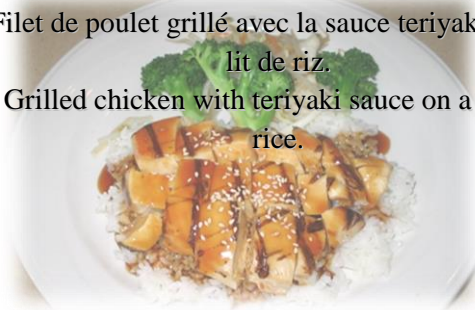 Filet de poulet grillé avec la sauce teriyak
lit de riz.
Grilled chicken with teriyaki sauce on a
rice.